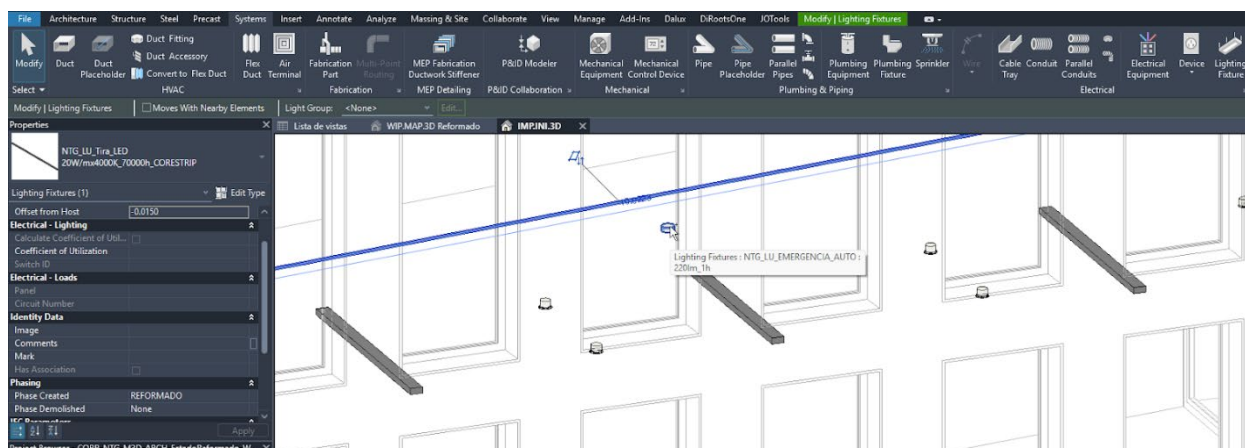 File Architecture Structure Steel Precast Systems Insert Annotate Analyze Massing & Site Collaborate View Manage Add-Ins Dalux DiRootsOne JOTools Modify | Lighting Fixtures
Modify
Duct
Duct Placeholder
Duct Fitting
Duct Accessory
Convert to Flex Duct
Flex Duct
Air Terminal
Fabrication Part
Multi-Point Routing
MEP Fabrication Ductwork Stiffener
P&ID Modeler
Mechanical Equipment
Mechanical Control Device
Pipe
Pipe Placeholder
Parallel Pipes
Plumbing Equipment
Plumbing Fixture
Sprinkler
Wire
Cable Tray
Conduit
Parallel Conduits
Electrical Equipment
Device
Lighting Fixture
Select HVAC Fabrication MEP Detailing P&ID Collaboration Mechanical Plumbing & Piping Electrical
Modify | Lighting Fixtures Moves With Nearby Elements Light Group: <None> Edit...
Properties
Lista de vistas WIP.MAP.3D Reformado IMP.INI.3D
NTG_LU_Tira_LED
20W/mx4000K_70000h_CORESTRIP
Lighting Fixtures (1) Edit Type
Offset from Host -0.0150
Electrical - Lighting
Calculate Coefficient of Util...
Coefficient of Utilization
Switch ID
Electrical - Loads
Panel
Circuit Number
Identity Data
Image
Comments
Mark
Has Association
Phasing
Phase Created REFORMADO
Phase Demolished None
IFC Parameters
Apply
Lighting Fixtures : NTG_LU_EMERGENCIA_AUTO :
220lm_1h